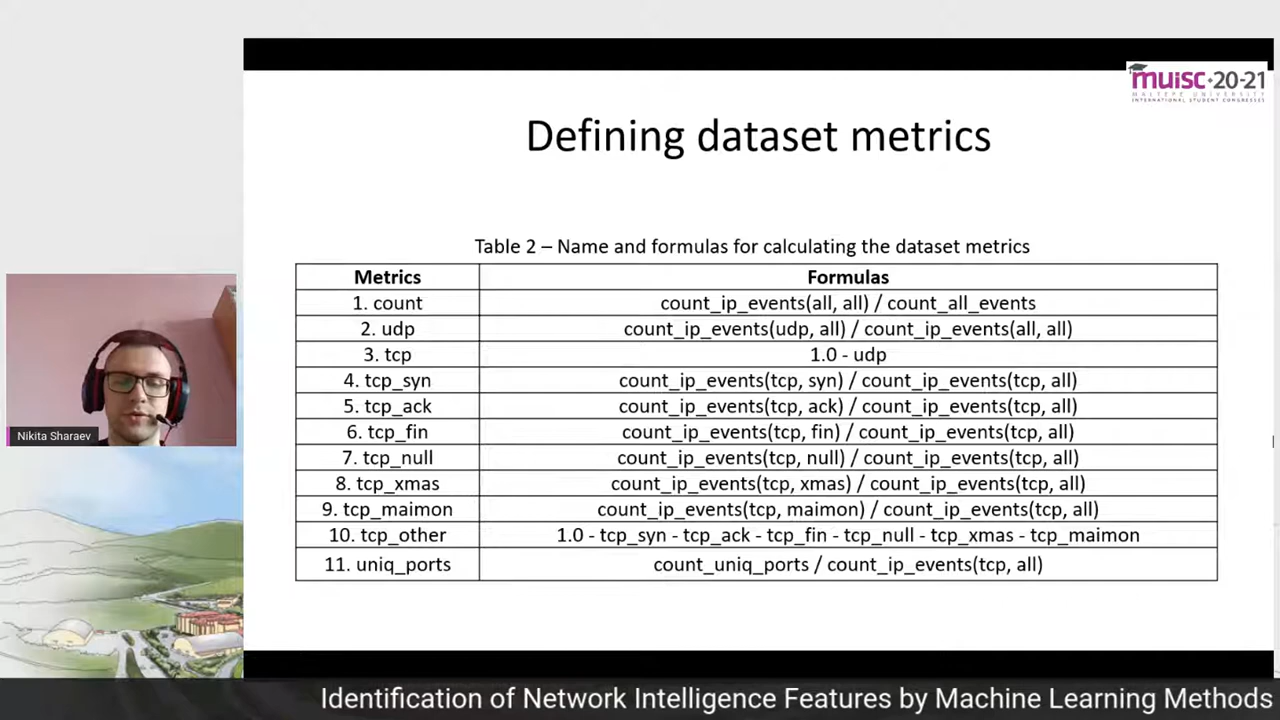 muisc·20-21
MALTEPE UNIVERSITY
INTERNATIONAL STUDENT CONGRESSES
Defining dataset metrics
Table 2 – Name and formulas for calculating the dataset metrics
Metrics Formulas
1. count count_ip_events(all, all) / count_all_events
2. udp count_ip_events(udp, all) / count_ip_events(all, all)
3. tcp 1.0 - udp
4. tcp_syn count_ip_events(tcp, syn) / count_ip_events(tcp, all)
5. tcp_ack count_ip_events(tcp, ack) / count_ip_events(tcp, all)
6. tcp_fin count_ip_events(tcp, fin) / count_ip_events(tcp, all)
7. tcp_null count_ip_events(tcp, null) / count_ip_events(tcp, all)
8. tcp_xmas count_ip_events(tcp, xmas) / count_ip_events(tcp, all)
9. tcp_maimon count_ip_events(tcp, maimon) / count_ip_events(tcp, all)
10. tcp_other 1.0 - tcp_syn - tcp_ack - tcp_fin - tcp_null - tcp_xmas - tcp_maimon
11. uniq_ports count_uniq_ports / count_ip_events(tcp, all)
Nikita Sharaev
Identification of Network Intelligence Features by Machine Learning Methods